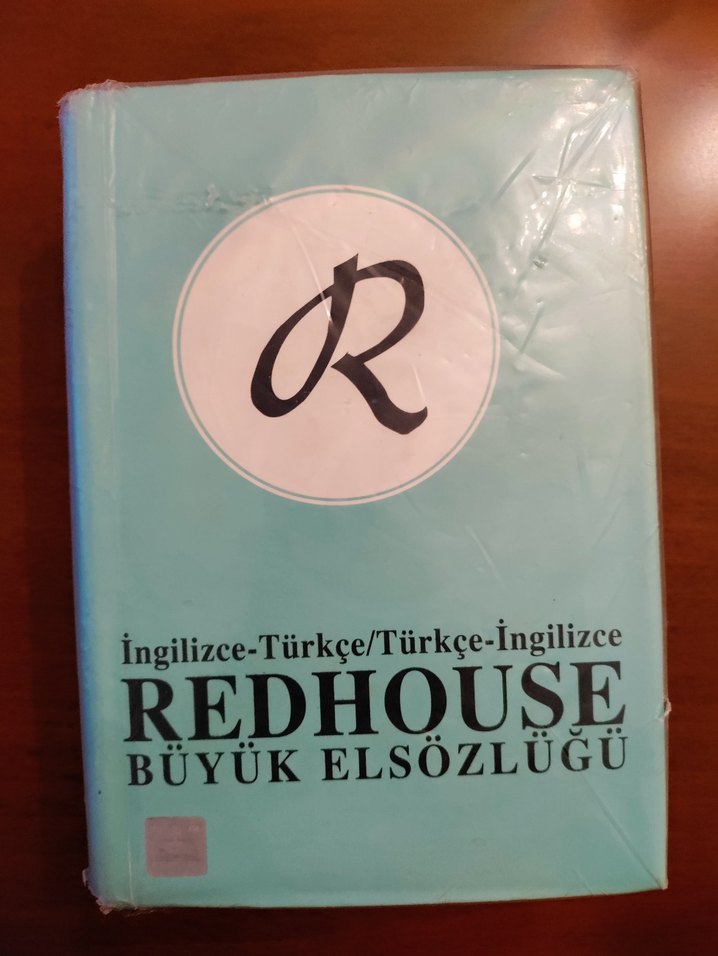 R
İngilizce-Türkçe/Türkçe-İngilizce
REDHOUSE
BÜYÜK ELSÖZLÜĞÜ